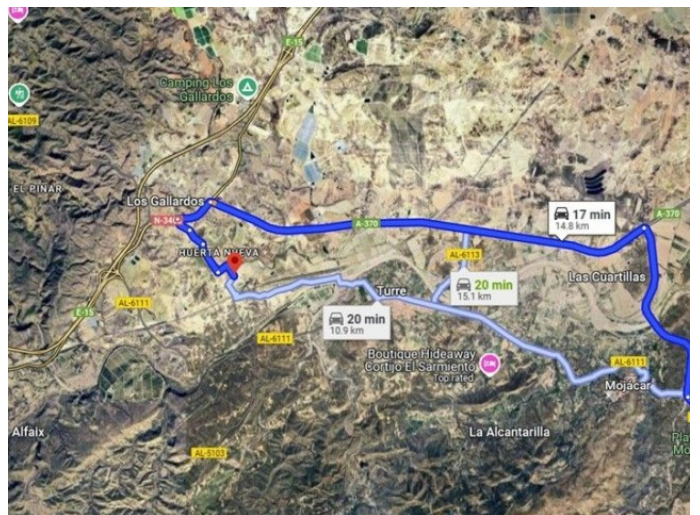 E-15
Camping Los
Gallardos
AL-6109
EL PINAR
Los Gallardos
N-340
A-370
17 min
14.8 km
A-370
HUERTA NUEVA
AL-6113
Las Cuartillas
20 min
15.1 km
AL-6111
Turre
E-15
20 min
10.9 km
AL-6111
Boutique Hideaway
Cortijo El Sarmiento
Top rated
AL-6111
Mojácar
Alfaix
La Alcantarilla
AL-5103